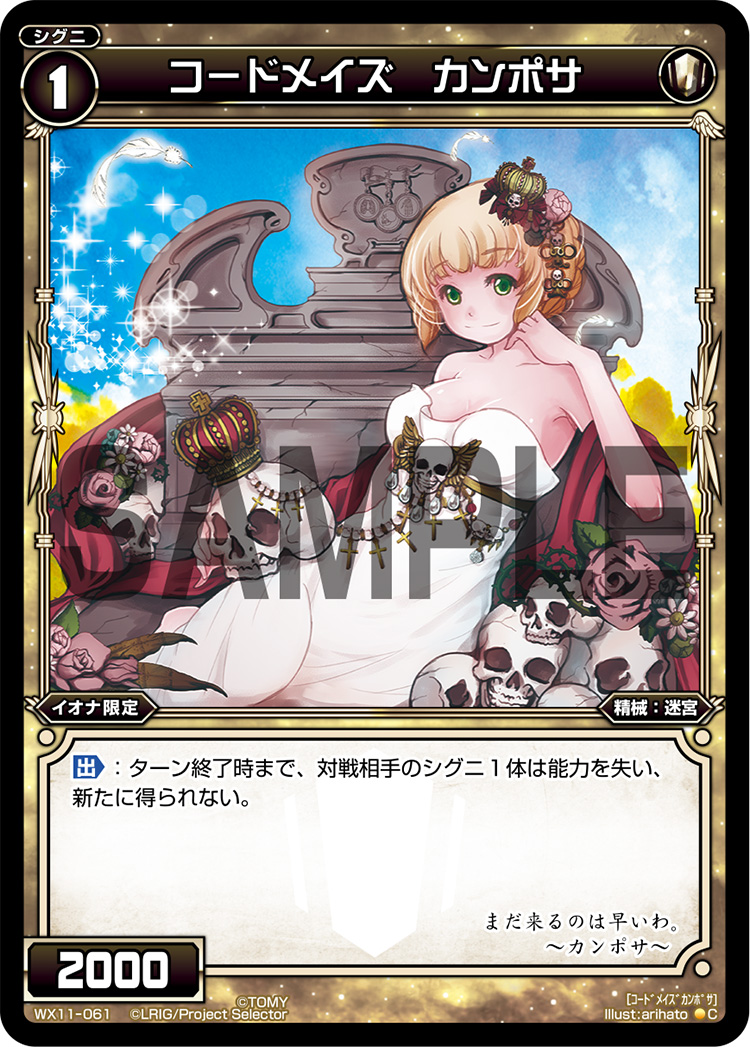 シグニ
1
コードメイズ　カンポサ
SAMPLE
イオナ限定
精械：迷宮
出：ターン終了時まで、対戦相手のシグニ１体は能力を失い、
新たに得られない。
まだ来るのは早いわ。
～カンポサ～
2000
[ｺｰﾄﾞﾒｲｽﾞｶﾝﾎﾟｻ]
©TOMY
WX11-061 ©LRIG/Project Selector
Illust:arihato C